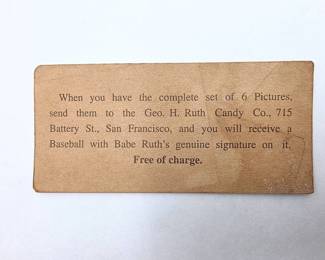 When you have the complete set of 6 Pictures,
send them to the Geo. H. Ruth Candy Co., 715
Battery St., San Francisco, and you will receive a
Baseball with Babe Ruth's genuine signature on it.
Free of charge.